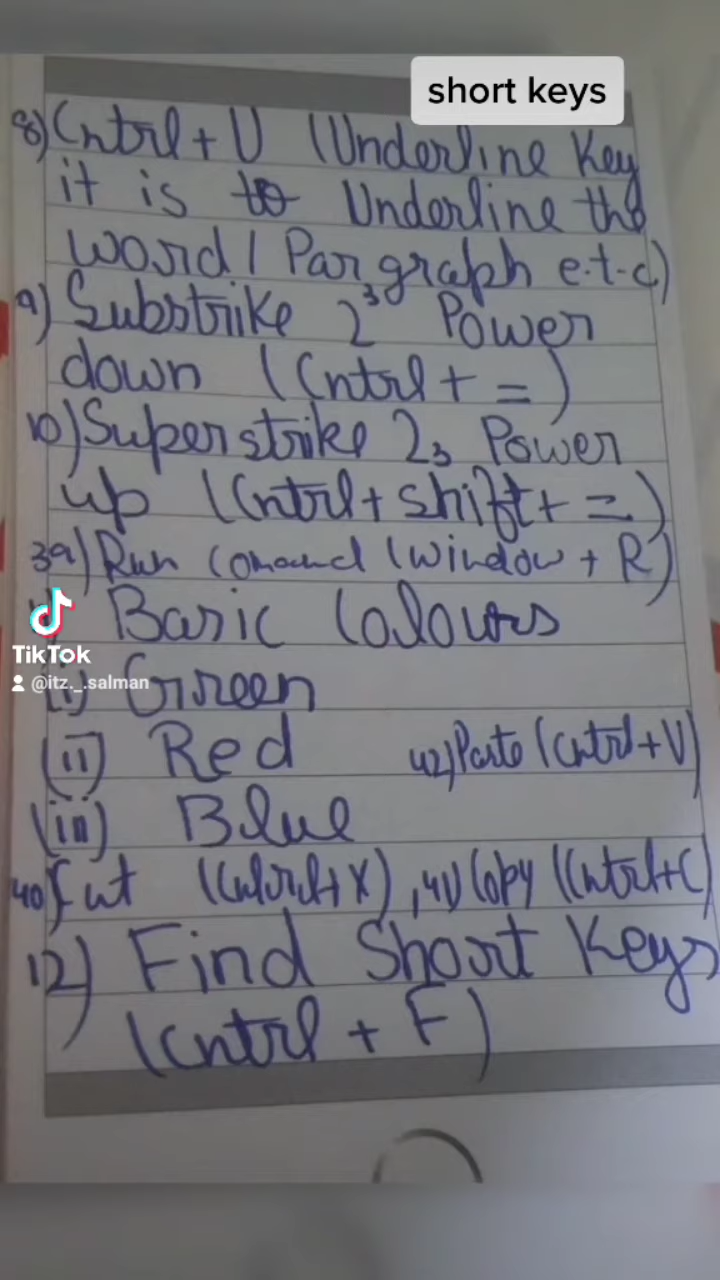 short keys
8) Cntrl + U (Underline Key
it is to Underline the
word / Pargraph e.t.c)
9) Substrike 2³ Power
down (Cntrl + =)
10) Superstrike 2₃ Power
up (Cntrl + shift + =)
39) Run Comand (window + R)
Basic Colours
TikTok
@itz._.salman
(i) Green
(ii) Red 42) Paste (Cntrl + V)
(iii) Blue
40) Cut (Cntrl + X), 41) Copy (Cntrl + C)
12) Find Short Keys
(Cntrl + F)